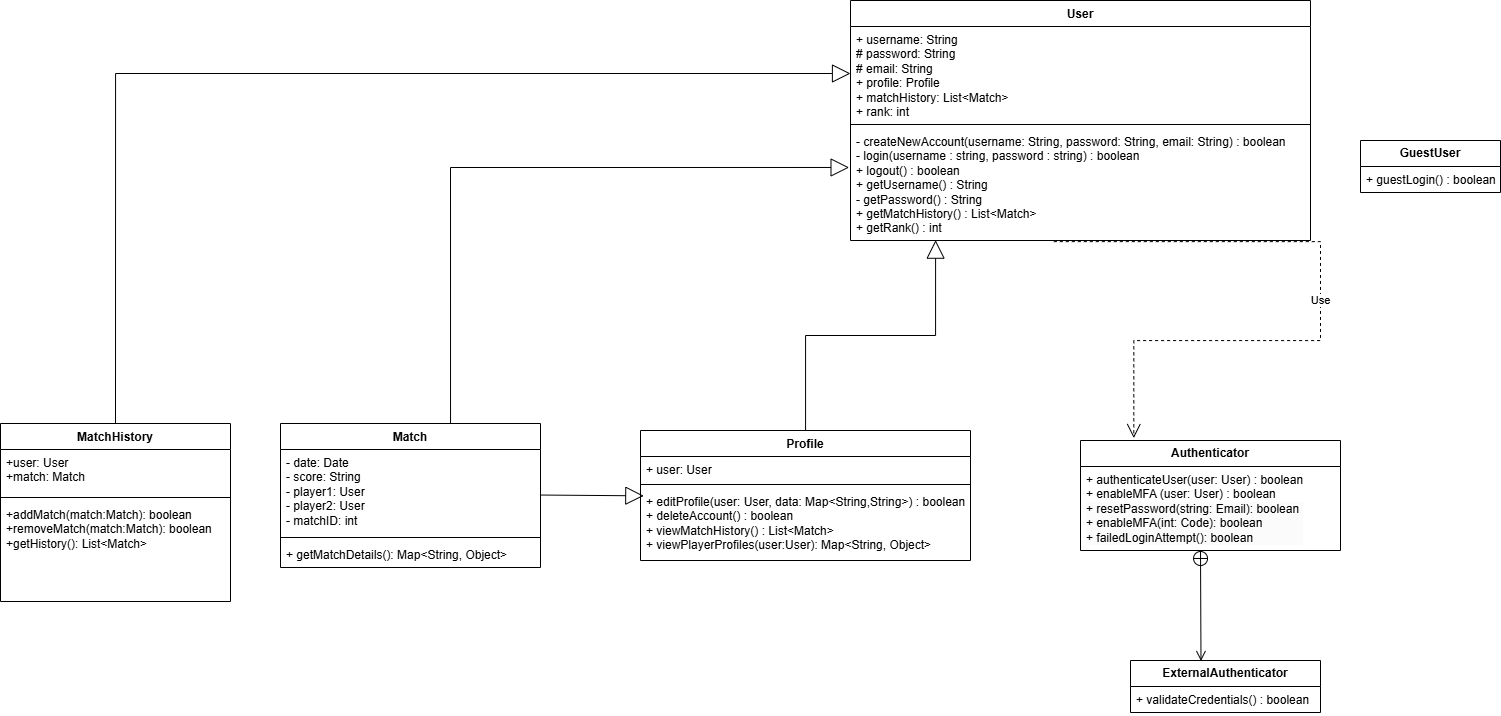 User
+ username: String
# password: String
# email: String
+ profile: Profile
+ matchHistory: List<Match>
+ rank: int
- createNewAccount(username: String, password: String, email: String) : boolean
- login(username : string, password : string) : boolean
+ logout() : boolean
+ getUsername() : String
- getPassword() : String
+ getMatchHistory() : List<Match>
+ getRank() : int
GuestUser
+ guestLogin() : boolean
Use
MatchHistory
+user: User
+match: Match
+addMatch(match:Match): boolean
+removeMatch(match:Match): boolean
+getHistory(): List<Match>
Match
- date: Date
- score: String
- player1: User
- player2: User
- matchID: int
+ getMatchDetails(): Map<String, Object>
Profile
+ user: User
+ editProfile(user: User, data: Map<String,String>) : boolean
+ deleteAccount() : boolean
+ viewMatchHistory() : List<Match>
+ viewPlayerProfiles(user:User): Map<String, Object>
Authenticator
+ authenticateUser(user: User) : boolean
+ enableMFA (user: User) : boolean
+ resetPassword(string: Email): boolean
+ enableMFA(int: Code): boolean
+ failedLoginAttempt(): boolean
ExternalAuthenticator
+ validateCredentials() : boolean